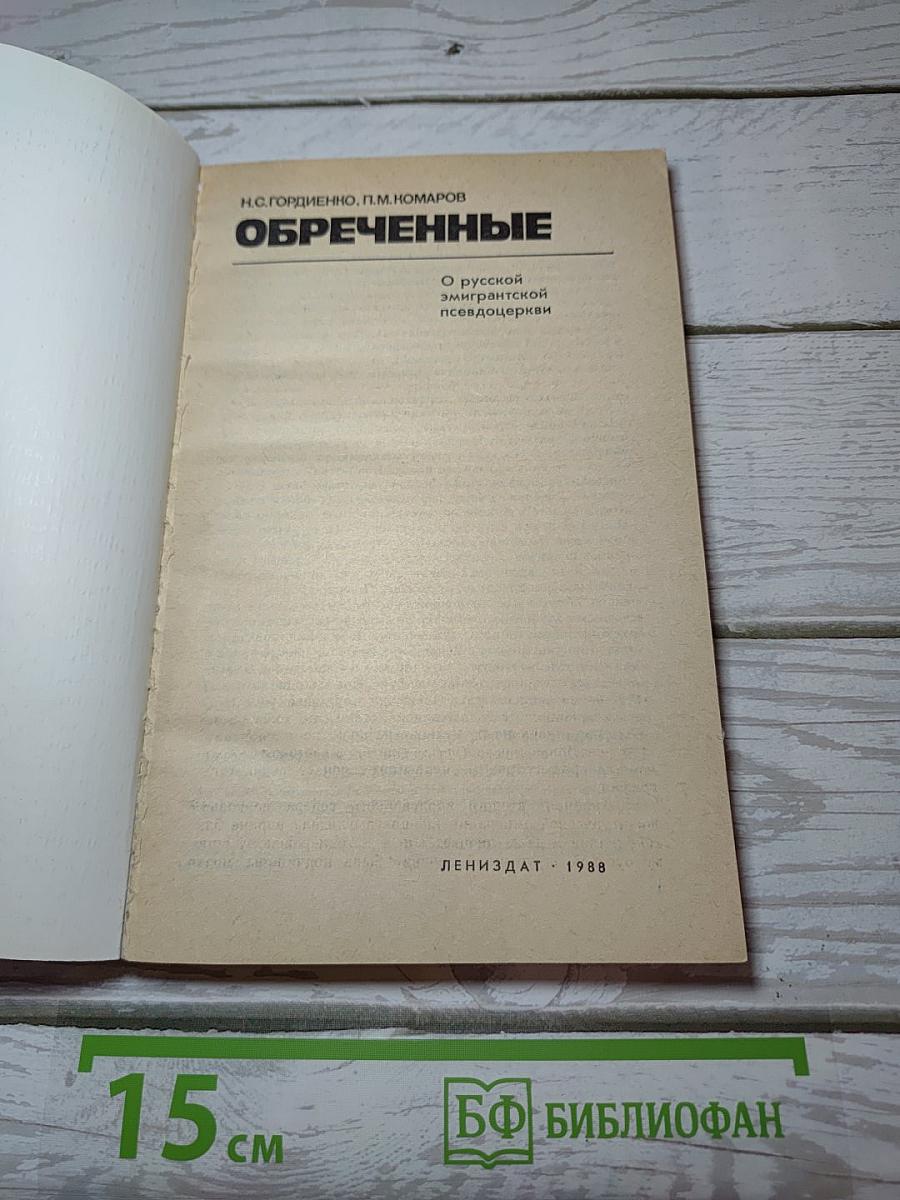 Н.С.ГОРДИЕНКО, П.М.КОМАРОВ
ОБРЕЧЕННЫЕ
О русской
эмигрантской
псевдоцеркви
ЛЕНИЗДАТ · 1988
15 см
БФ БИБЛИОФАН